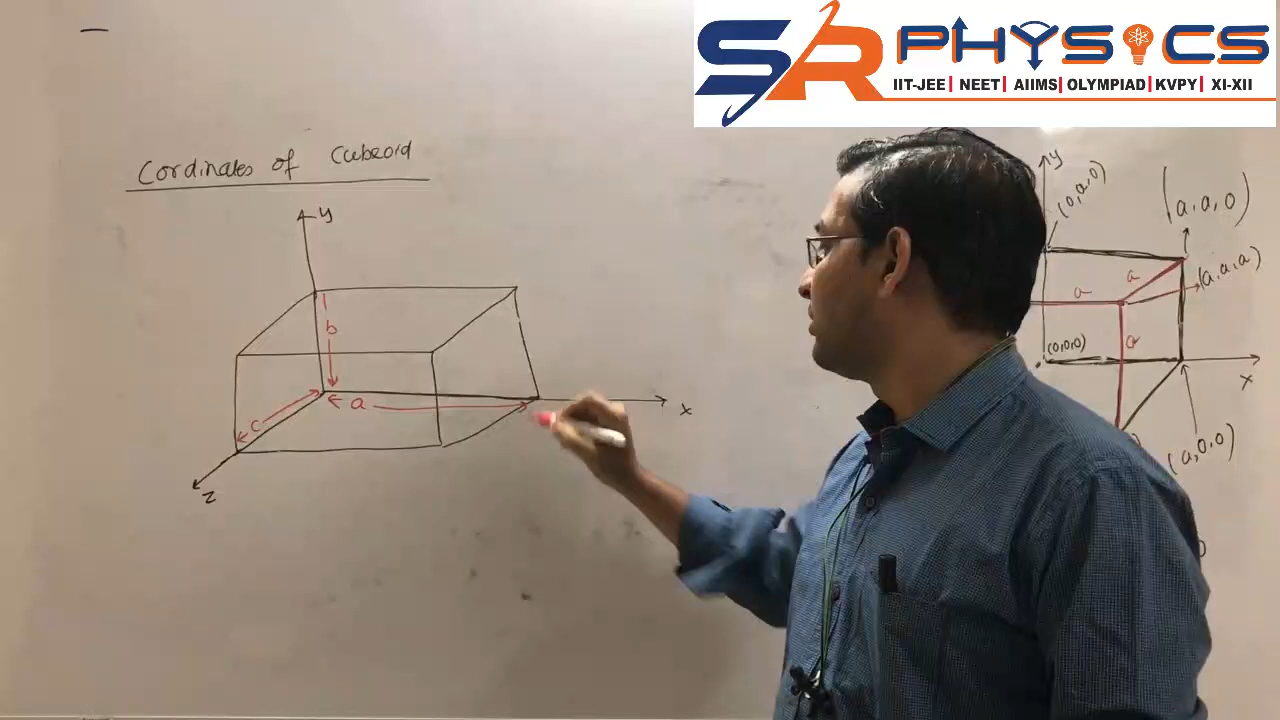 SR PHYSICS
IIT-JEE | NEET | AIIMS | OLYMPIAD | KVPY | XI-XII
Cordinates of Cuboid
y
b
a
c
x
z
y
(0,a,0)
(a,a,0)
(a,a,a)
a
a
a
(0,0,0)
x
(a,0,0)